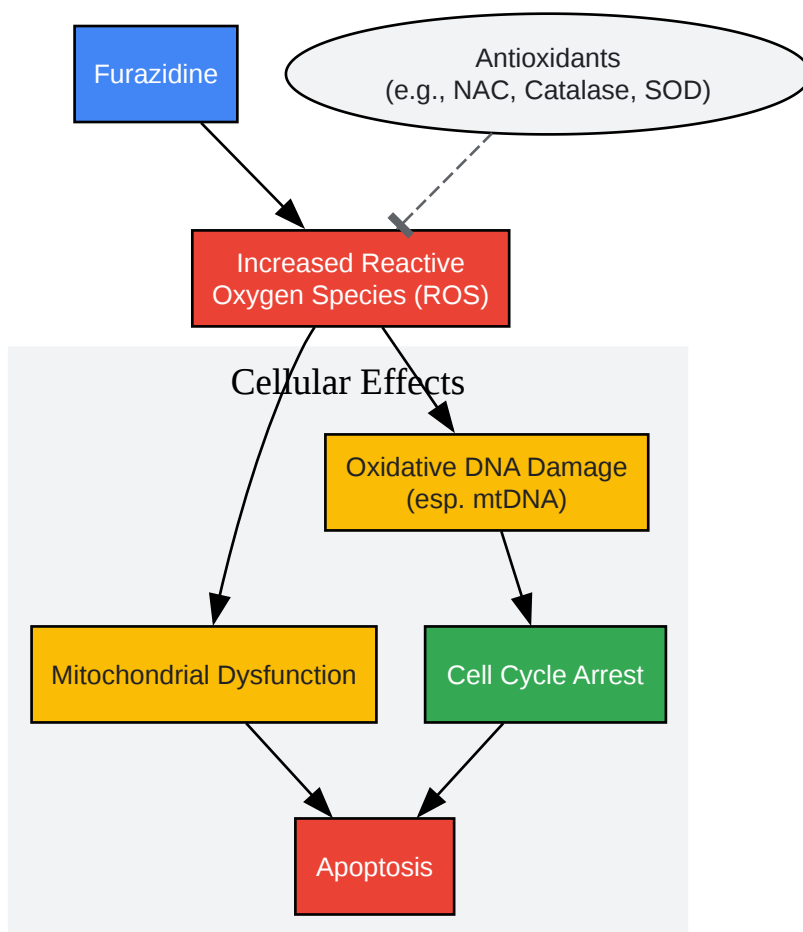 Furazidine
Antioxidants
(e.g., NAC, Catalase, SOD)
Increased Reactive
Oxygen Species (ROS)
Cellular Effects
Oxidative DNA Damage
(esp. mtDNA)
Mitochondrial Dysfunction
Cell Cycle Arrest
Apoptosis